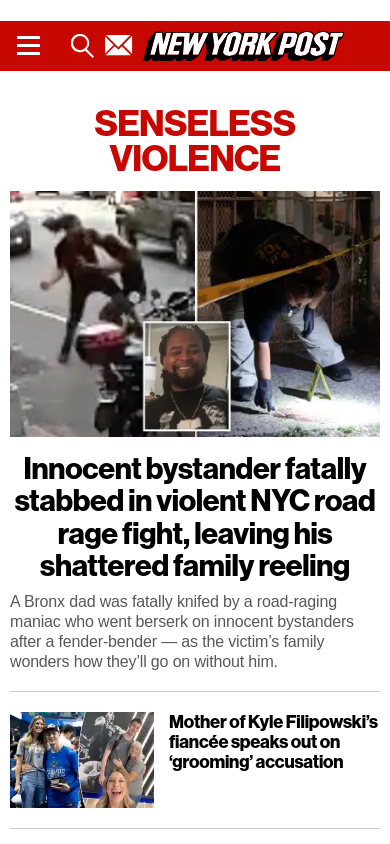 NEW YORK POST
SENSELESS
VIOLENCE
Innocent bystander fatally
stabbed in violent NYC road
rage fight, leaving his
shattered family reeling
A Bronx dad was fatally knifed by a road-raging
maniac who went berserk on innocent bystanders
after a fender-bender — as the victim’s family
wonders how they’ll go on without him.
Mother of Kyle Filipowski’s
fiancée speaks out on
‘grooming’ accusation